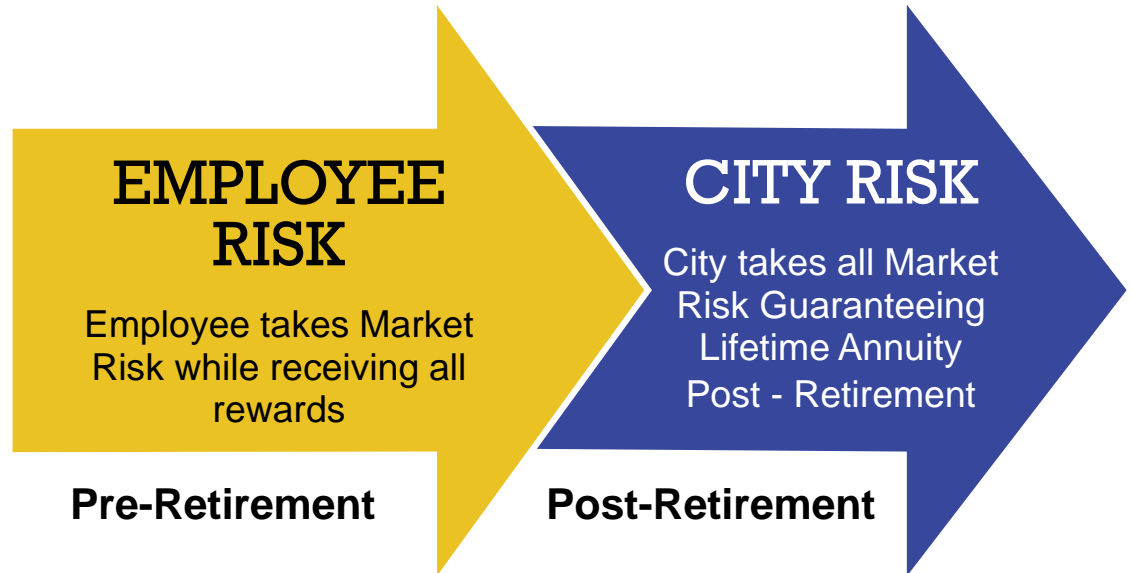 EMPLOYEE
RISK
Employee takes Market
Risk while receiving all
rewards
Pre-Retirement
CITY RISK
City takes all Market
Risk Guaranteeing
Lifetime Annuity
Post - Retirement
Post-Retirement